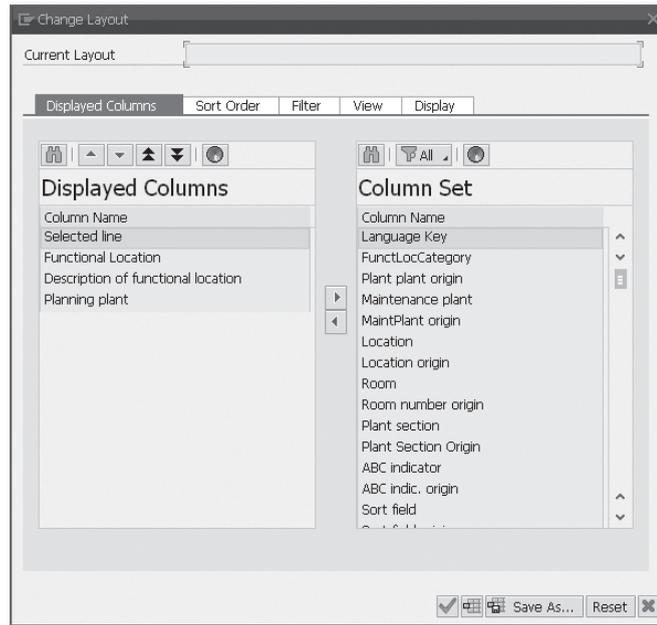 Change Layout
Current Layout
Displayed Columns Sort Order Filter View Display
All
Displayed Columns
Column Name
Selected line
Functional Location
Description of functional location
Planning plant
Column Set
Column Name
Language Key
FunctLocCategory
Plant plant origin
Maintenance plant
MaintPlant origin
Location
Location origin
Room
Room number origin
Plant section
Plant Section Origin
ABC indicator
ABC indic. origin
Sort field
Save As... Reset